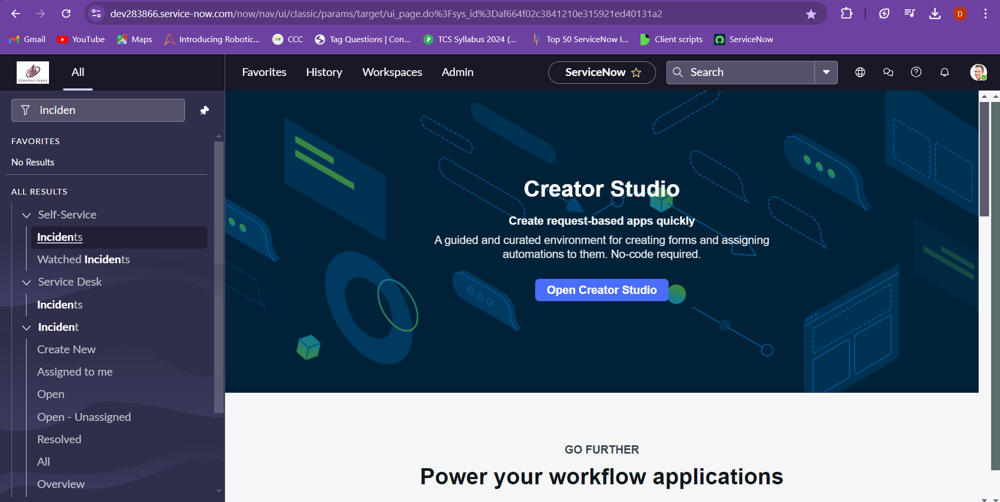 dev283866.service-now.com/now/nav/ui/classic/params/target/ui_page.do%3Fsys_id%3Daf664f02c3841210e315921ed40131a2
D
Gmail YouTube Maps Introducing Robotic... CCC Tag Questions | Con... TCS Syllabus 2024 (... Top 50 ServiceNow I... Client scripts ServiceNow
COMPANY LOGO All Favorites History Workspaces Admin ServiceNow Search
inciden
FAVORITES
No Results
ALL RESULTS
Self-Service
Incidents
Watched Incidents
Service Desk
Incidents
Incident
Create New
Assigned to me
Open
Open - Unassigned
Resolved
All
Overview
Creator Studio
Create request-based apps quickly
A guided and curated environment for creating forms and assigning
automations to them. No-code required.
Open Creator Studio
GO FURTHER
Power your workflow applications